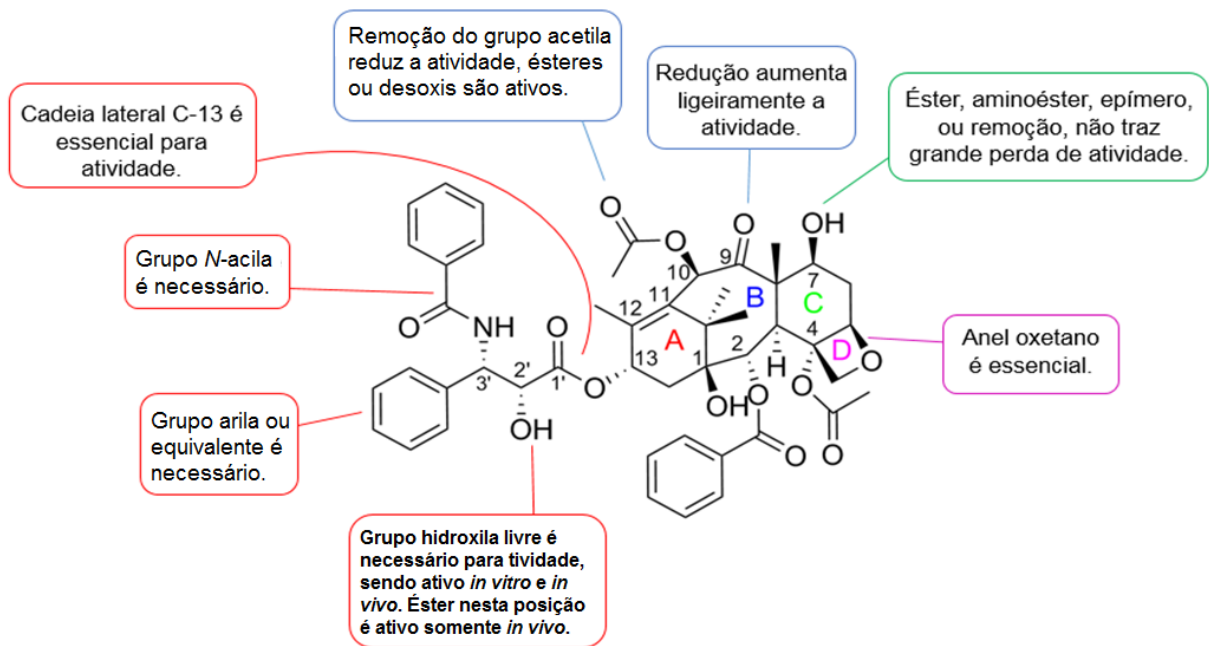 Remoção do grupo acetila
reduz a atividade, ésteres
ou desoxis são ativos.
Redução aumenta
ligeiramente a
atividade.
Éster, aminoéster, epímero,
ou remoção, não traz
grande perda de atividade.
Cadeia lateral C-13 é
essencial para
atividade.
Grupo N-acila
é necessário.
Grupo arila ou
equivalente é
necessário.
Grupo hidroxila livre é
necessário para tividade,
sendo ativo in vitro e in
vivo. Éster nesta posição
é ativo somente in vivo.
Anel oxetano
é essencial.
O
O
O
OH
10
9
7
11
B
C
12
A
4
D
O
NH
O
13
1
2
H
O
3'
2'
1'
O
OH
OH
O
O
O
O